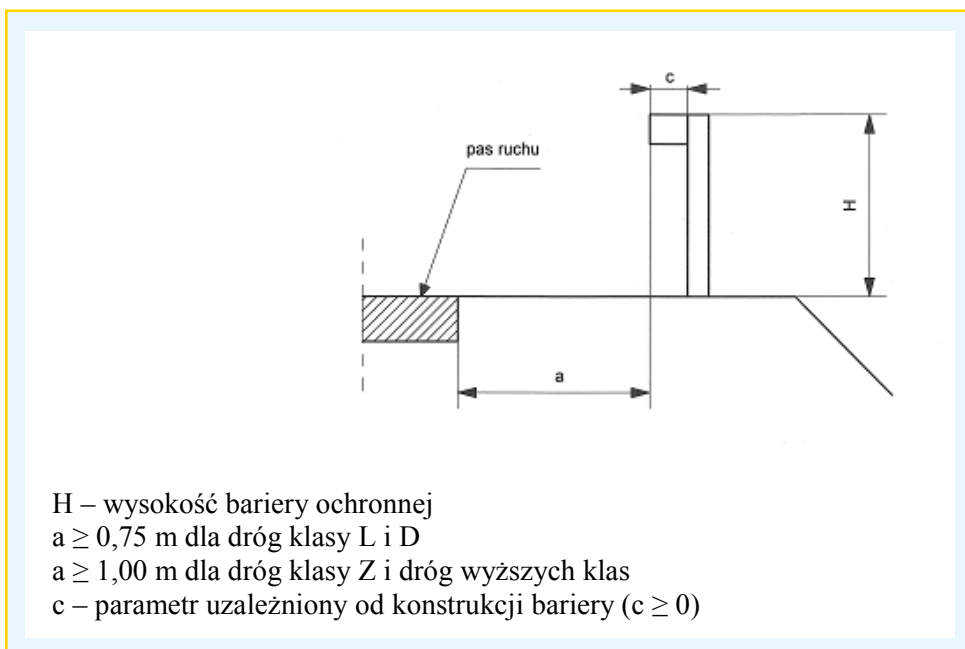 c
pas ruchu
H
a
H – wysokość bariery ochronnej
a ≥ 0,75 m dla dróg klasy L i D
a ≥ 1,00 m dla dróg klasy Z i dróg wyższych klas
c – parametr uzależniony od konstrukcji bariery (c ≥ 0)